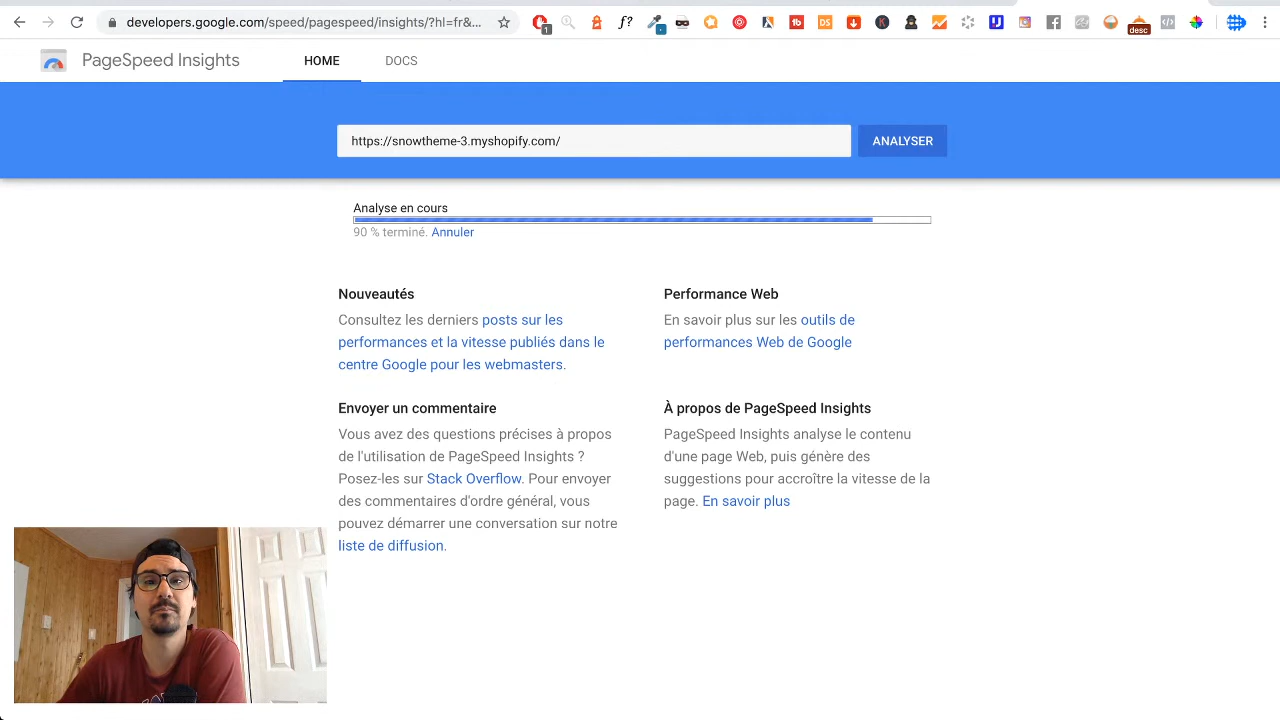 developers.google.com/speed/pagespeed/insights/?hl=fr&...
f?
1
DS
desc
PageSpeed Insights
HOME
DOCS
https://snowtheme-3.myshopify.com/
ANALYSER
Analyse en cours
90 % terminé. Annuler
Nouveautés
Consultez les derniers posts sur les
performances et la vitesse publiés dans le
centre Google pour les webmasters.
Performance Web
En savoir plus sur les outils de
performances Web de Google
Envoyer un commentaire
Vous avez des questions précises à propos
de l'utilisation de PageSpeed Insights ?
Posez-les sur Stack Overflow. Pour envoyer
des commentaires d'ordre général, vous
pouvez démarrer une conversation sur notre
liste de diffusion.
À propos de PageSpeed Insights
PageSpeed Insights analyse le contenu
d'une page Web, puis génère des
suggestions pour accroître la vitesse de la
page. En savoir plus